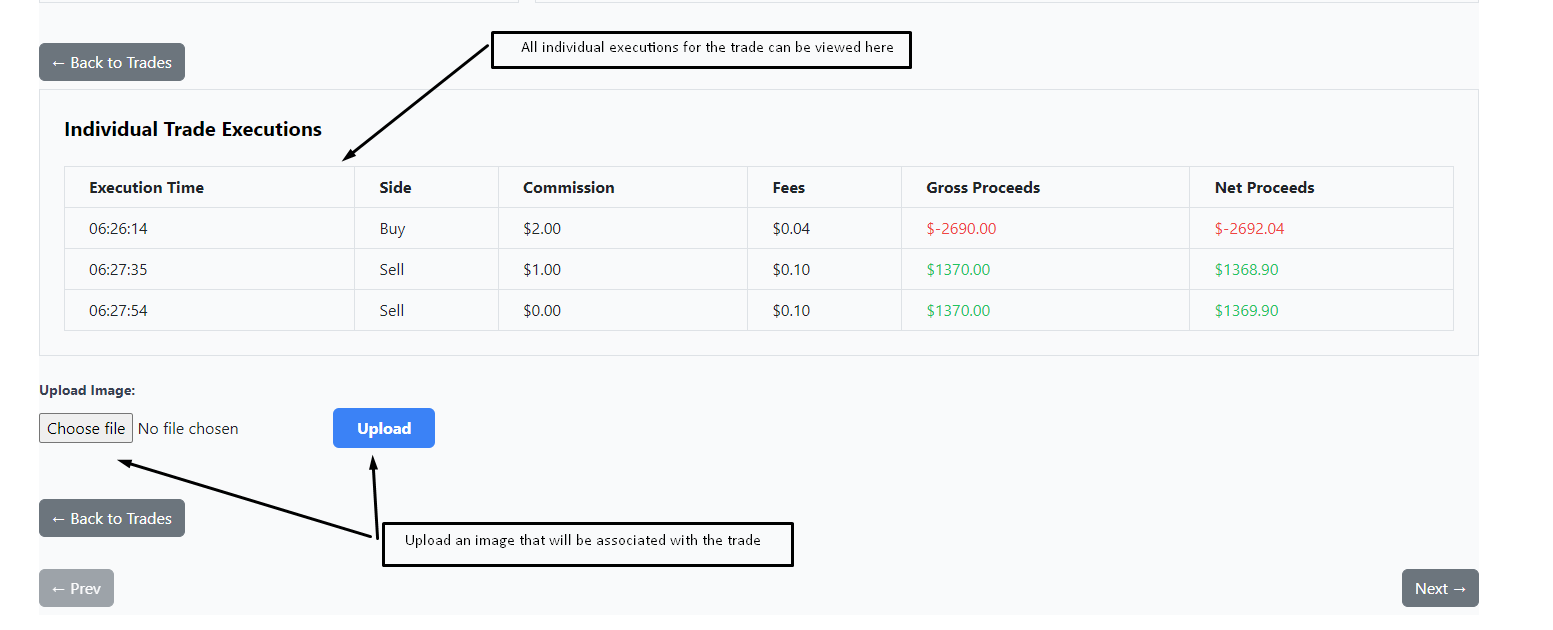 All individual executions for the trade can be viewed here
← Back to Trades
Individual Trade Executions
Execution Time Side Commission Fees Gross Proceeds Net Proceeds
06:26:14 Buy $2.00 $0.04 $-2690.00 $-2692.04
06:27:35 Sell $1.00 $0.10 $1370.00 $1368.90
06:27:54 Sell $0.00 $0.10 $1370.00 $1369.90
Upload Image:
Choose file No file chosen Upload
← Back to Trades
Upload an image that will be associated with the trade
← Prev Next →